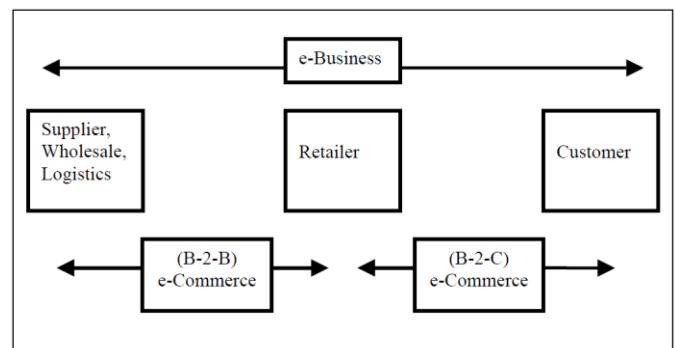 e-Business
Supplier,
Wholesale,
Logistics
Retailer
Customer
(B-2-B)
e-Commerce
(B-2-C)
e-Commerce